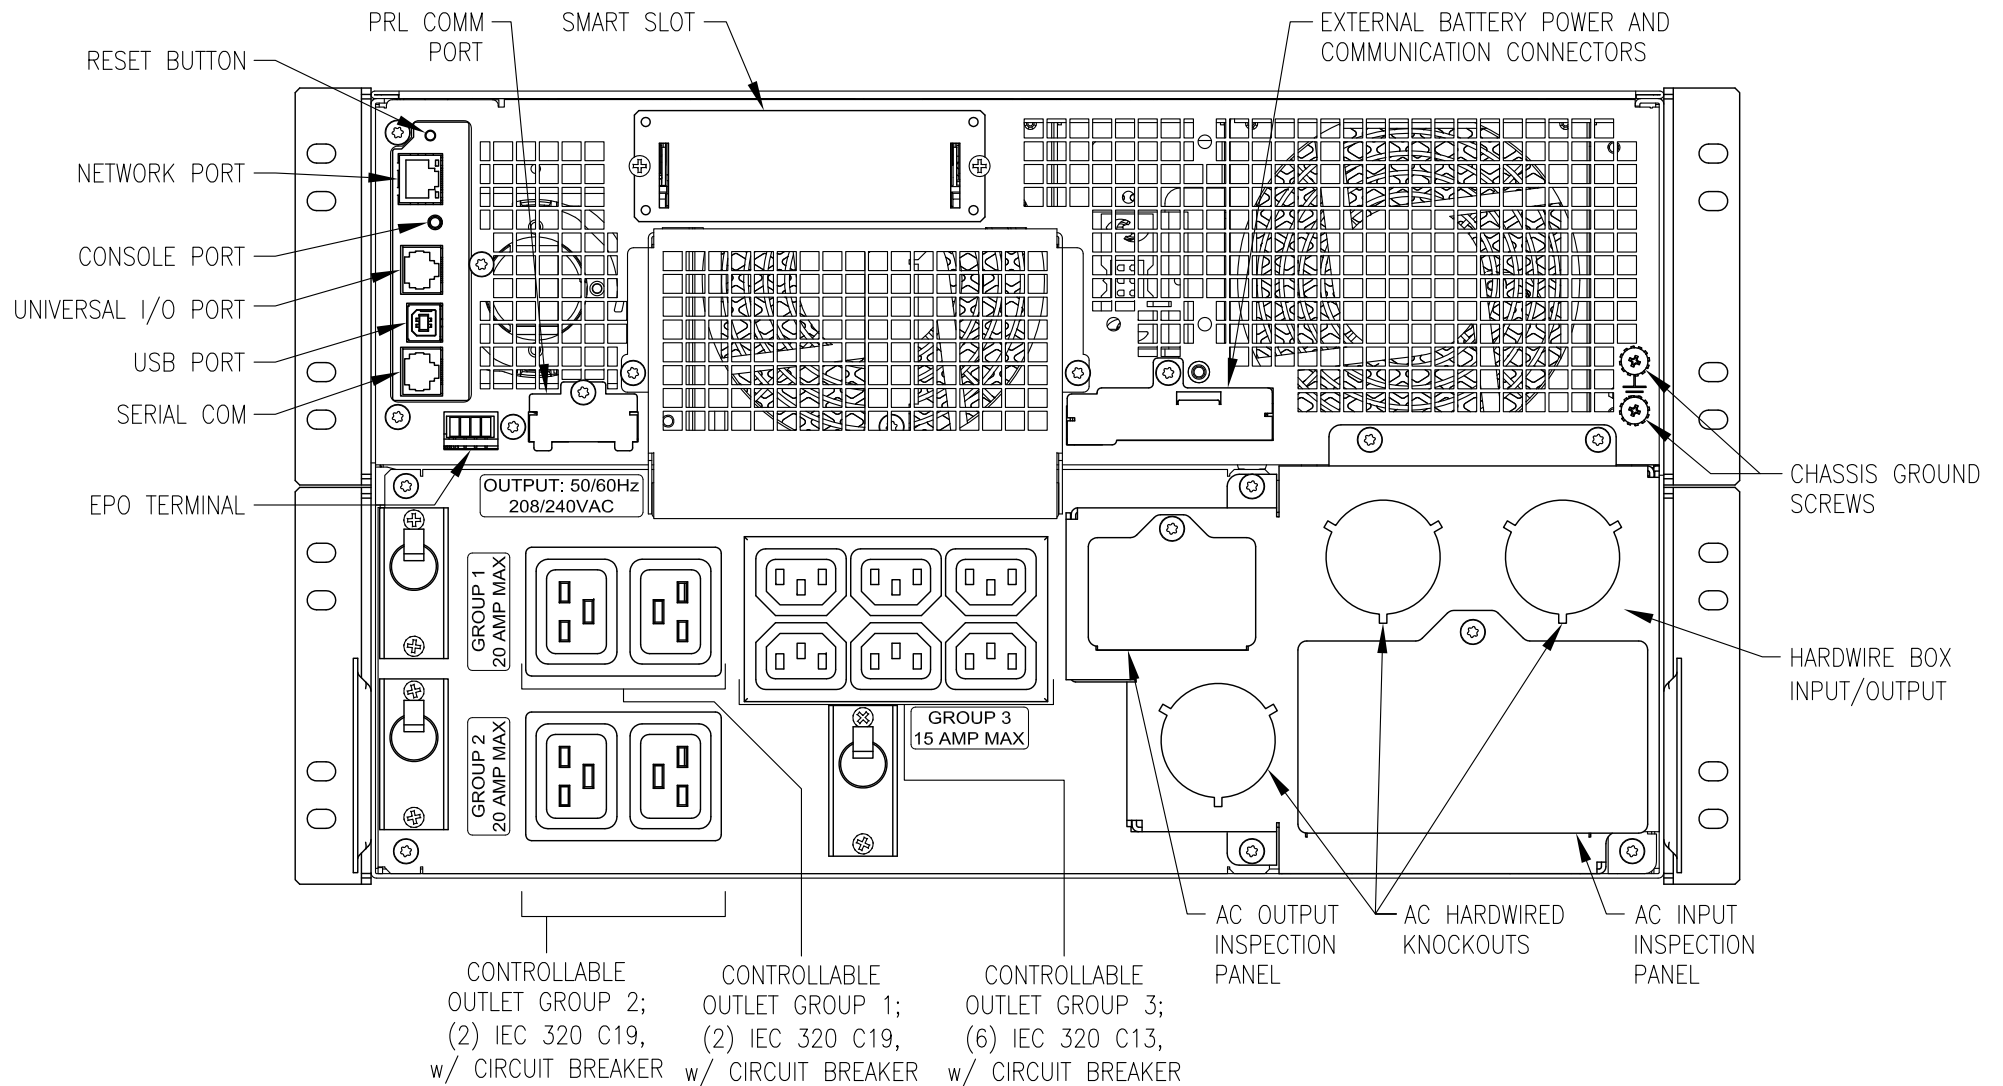 PRL COMM
PORT
SMART SLOT
EXTERNAL BATTERY POWER AND
COMMUNICATION CONNECTORS
RESET BUTTON
NETWORK PORT
CONSOLE PORT
UNIVERSAL I/O PORT
USB PORT
SERIAL COM
EPO TERMINAL
OUTPUT: 50/60Hz
208/240VAC
CHASSIS GROUND
SCREWS
GROUP 1
20 AMP MAX
HARDWIRE BOX
INPUT/OUTPUT
GROUP 2
20 AMP MAX
GROUP 3
15 AMP MAX
AC OUTPUT
INSPECTION
PANEL
AC HARDWIRED
KNOCKOUTS
AC INPUT
INSPECTION
PANEL
CONTROLLABLE
OUTLET GROUP 2;
(2) IEC 320 C19,
w/ CIRCUIT BREAKER
CONTROLLABLE
OUTLET GROUP 1;
(2) IEC 320 C19,
w/ CIRCUIT BREAKER
CONTROLLABLE
OUTLET GROUP 3;
(6) IEC 320 C13,
w/ CIRCUIT BREAKER